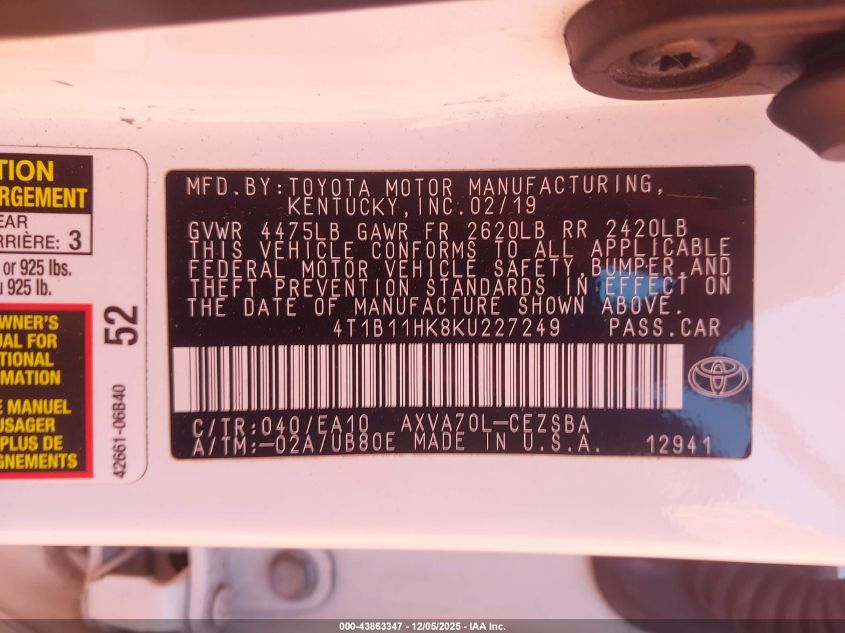 TION
RGEMENT
EAR
RRIÈRE: 3
or 925 lbs.
u 925 lb.
WNER'S
UAL FOR
TIONAL
RMATION
E MANUEL
USAGER
PLUS DE
GNEMENTS
52
42661-06B40
MFD.BY:TOYOTA MOTOR MANUFACTURING,
KENTUCKY,INC.02/19
GVWR 4475LB GAWR FR 2620LB RR 2420LB
THIS VEHICLE CONFORMS TO ALL APPLICABLE
FEDERAL MOTOR VEHICLE SAFETY,BUMPER,AND
THEFT PREVENTION STANDARDS IN EFFECT ON
THE DATE OF MANUFACTURE SHOWN ABOVE.
4T1B11HK8KU227249 PASS.CAR
C/TR:040/EA10 AXVA70L-CEZSBA
A/TM:-02A/UB80E MADE IN U.S.A. 12941
000-43863347 - 12/05/2025 - IAA Inc.